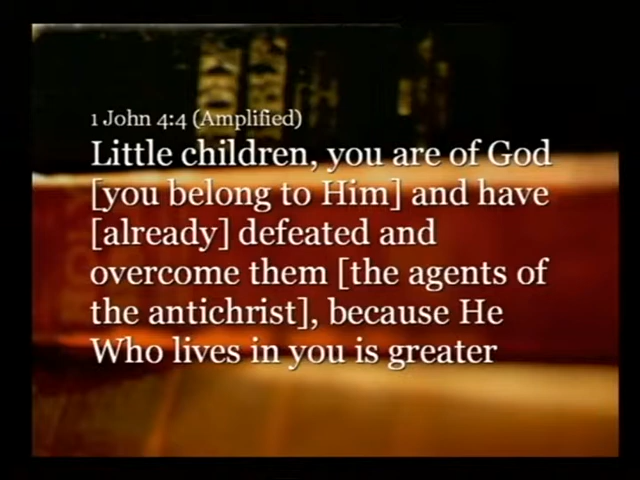 1 John 4:4 (Amplified)
Little children, you are of God
[you belong to Him] and have
[already] defeated and
overcome them [the agents of
the antichrist], because He
Who lives in you is greater